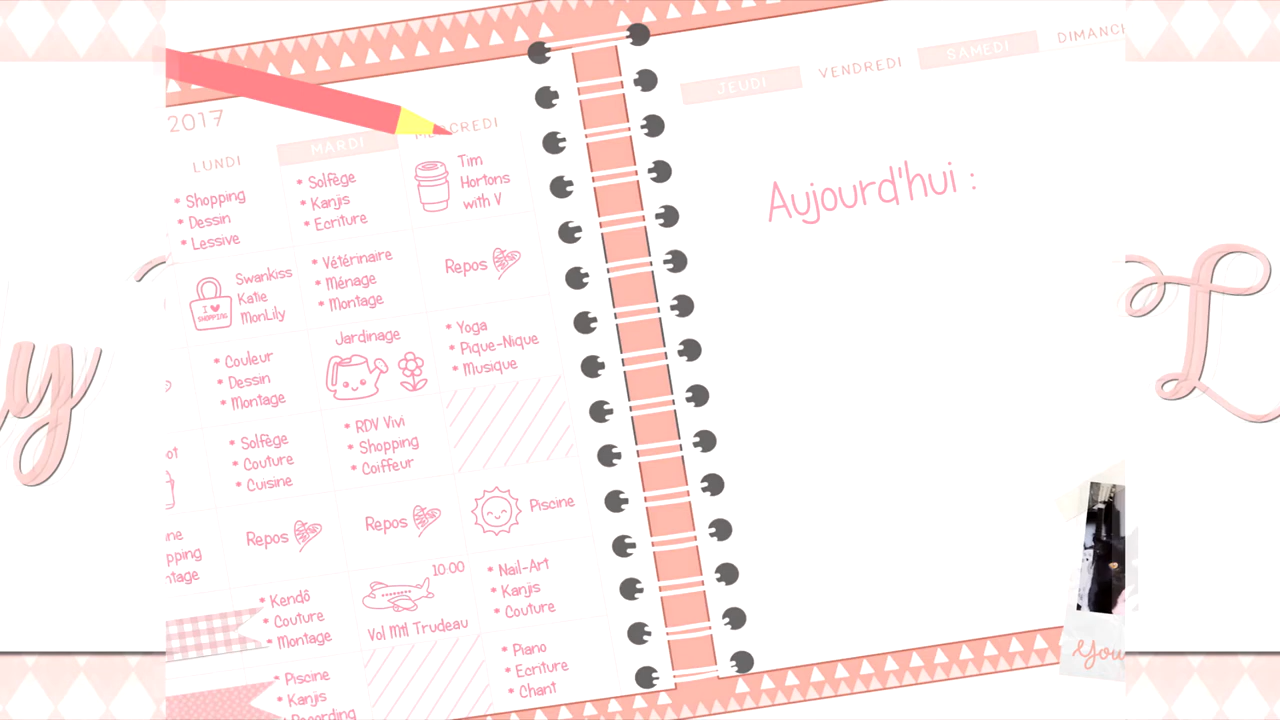 2017
LUNDI
MARDI
MERCREDI
JEUDI
VENDREDI
SAMEDI
* Shopping
* Dessin
* Lessive
* Solfège
* Kanjis
* Ecriture
Tim
Hortons
with V
Swankiss
Katie
MonLily
I ♥
SHOPPING
* Vétérinaire
* Ménage
* Montage
Repos
* Couleur
* Dessin
* Montage
Jardinage
* Yoga
* Pique-Nique
* Musique
* Solfège
* Couture
* Cuisine
* RDV Vivi
* Shopping
* Coiffeur
Repos
Repos
Piscine
* Kendô
* Couture
* Montage
10:00
Vol Mtl Trudeau
* Nail-Art
* Kanjis
* Couture
* Piscine
* Kanjis
* Recording
* Piano
* Ecriture
* Chant
Aujourd'hui :
You
y
L